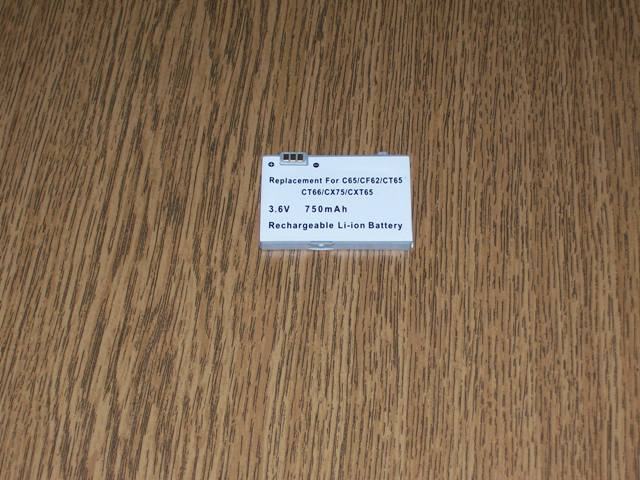 Replacement For C65/CF62/CT65
CT66/CX75/CXT65
3.6V 750mAh
Rechargeable Li-ion Battery